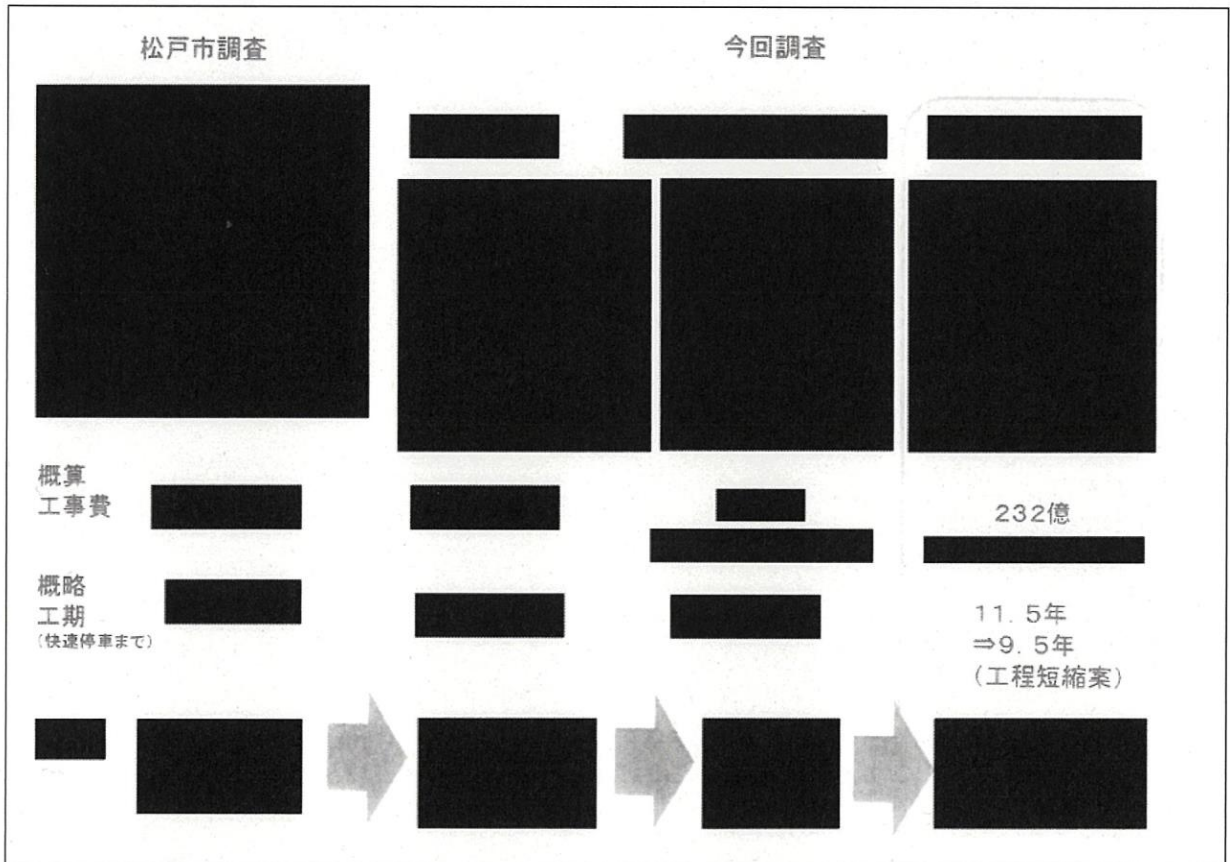 松戸市調査
今回調査
概算
工事費
232億
概略
工期
(快速停車まで)
11.5年
⇒9.5年
(工程短縮案)